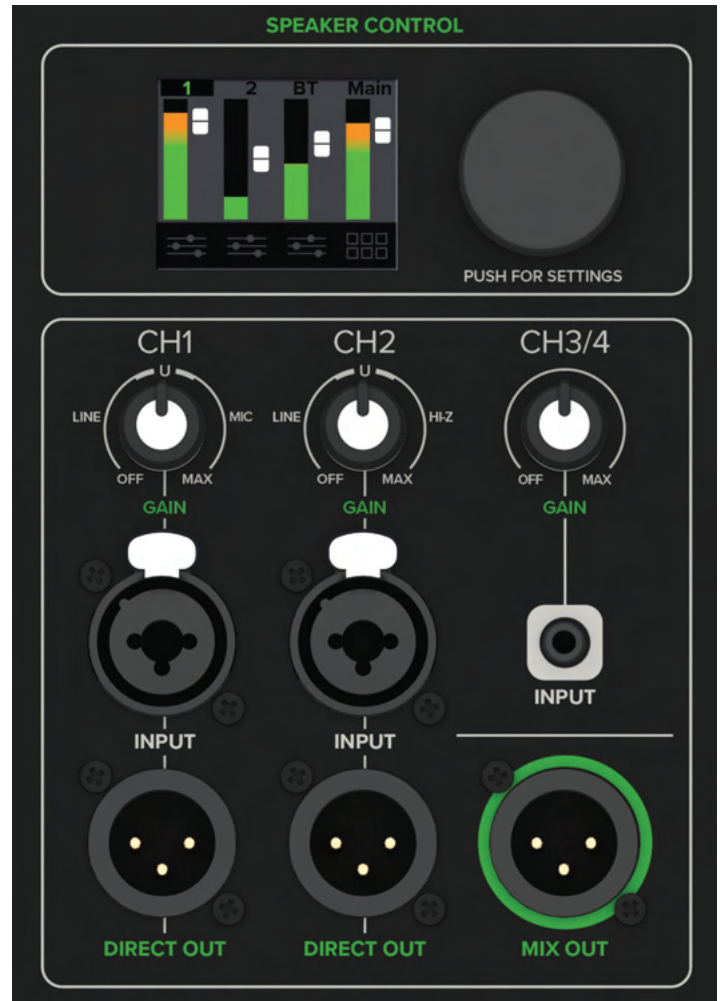 SPEAKER CONTROL
1 2 BT Main
PUSH FOR SETTINGS
CH1 CH2 CH3/4
U U
LINE MIC LINE HI-Z
OFF MAX OFF MAX OFF MAX
GAIN GAIN GAIN
INPUT
INPUT INPUT
DIRECT OUT DIRECT OUT MIX OUT